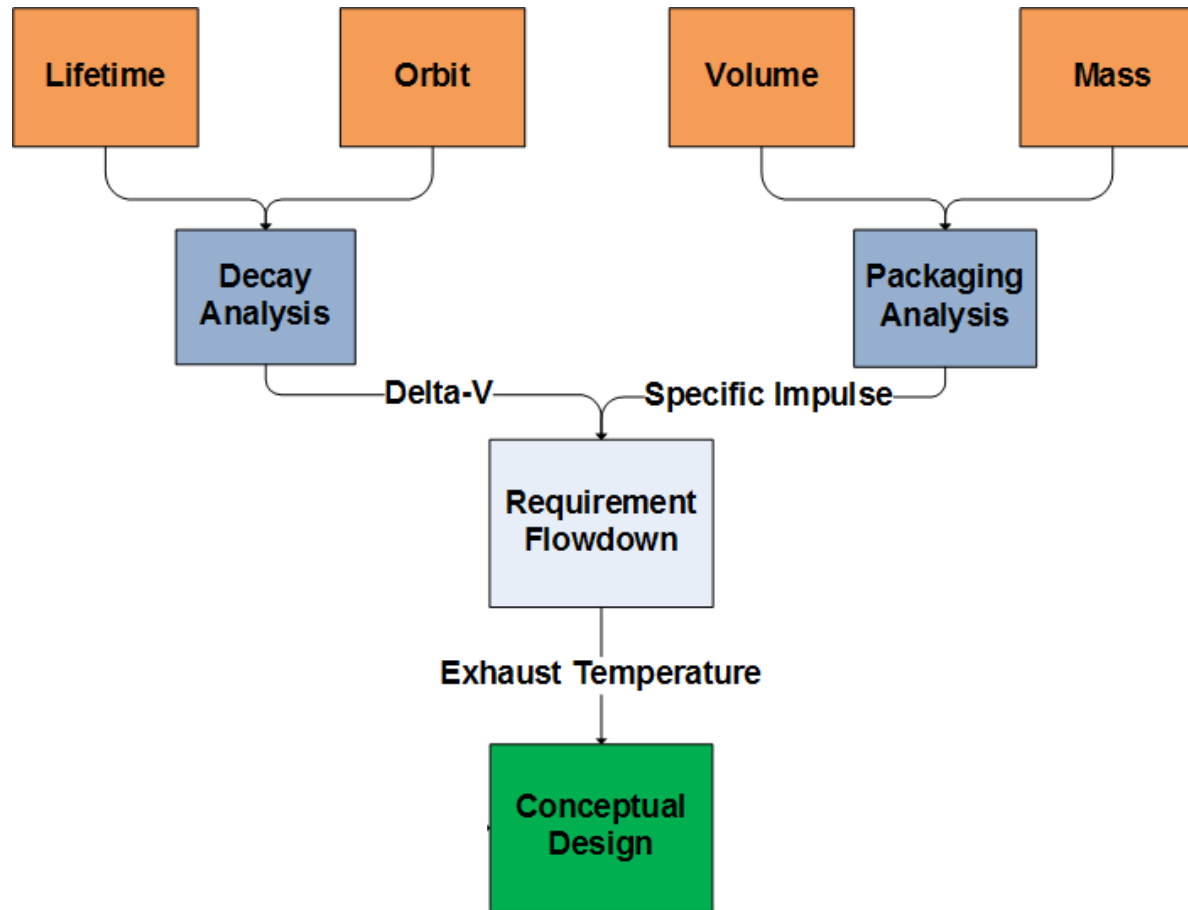 Lifetime
Orbit
Volume
Mass
Decay
Analysis
Packaging
Analysis
Delta-V
Specific Impulse
Requirement
Flowdown
Exhaust Temperature
Conceptual
Design